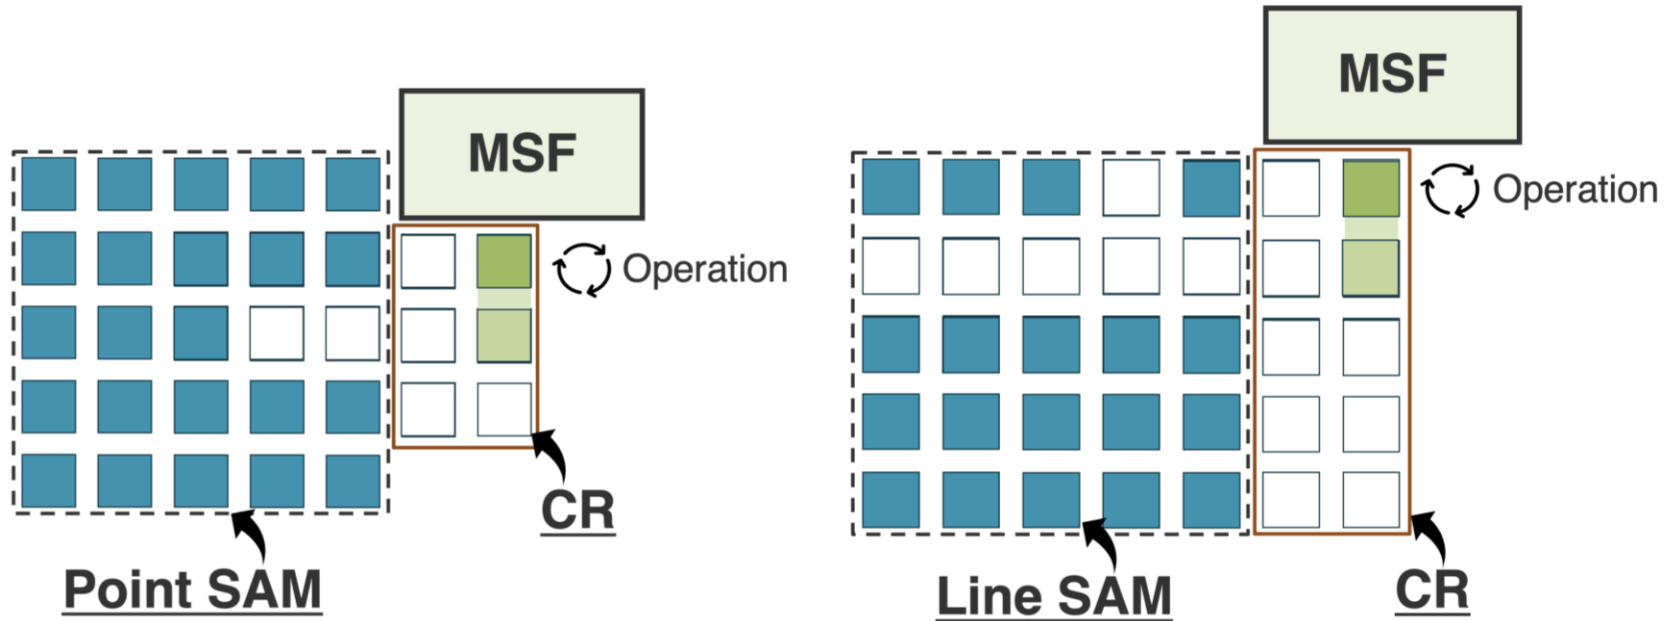 MSF
Operation
CR
Point SAM
MSF
Operation
CR
Line SAM